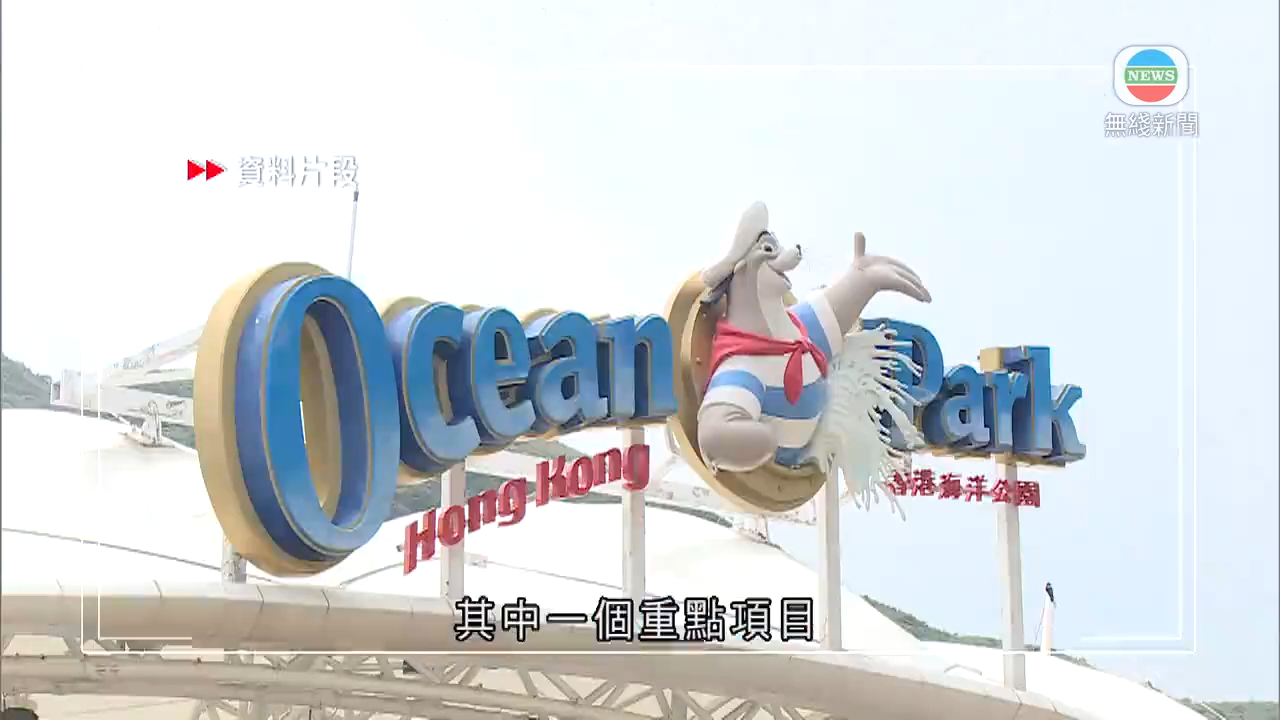 NEWS
無綫新聞
資料片段
Ocean Park
Hong Kong
香港海洋公園
其中一個重點項目